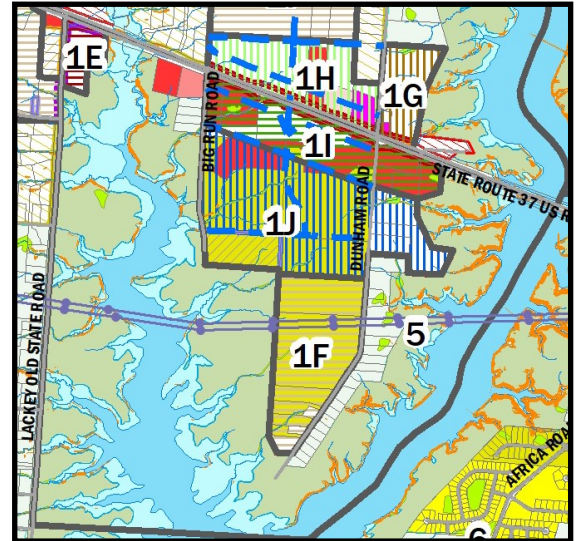 1E
1H
1G
BIG RUN ROAD
1I
STATE ROUTE 37 US R
1J
DUNHAM ROAD
LACKEY OLD STATE ROAD
5
1F
AFRICA ROA
6